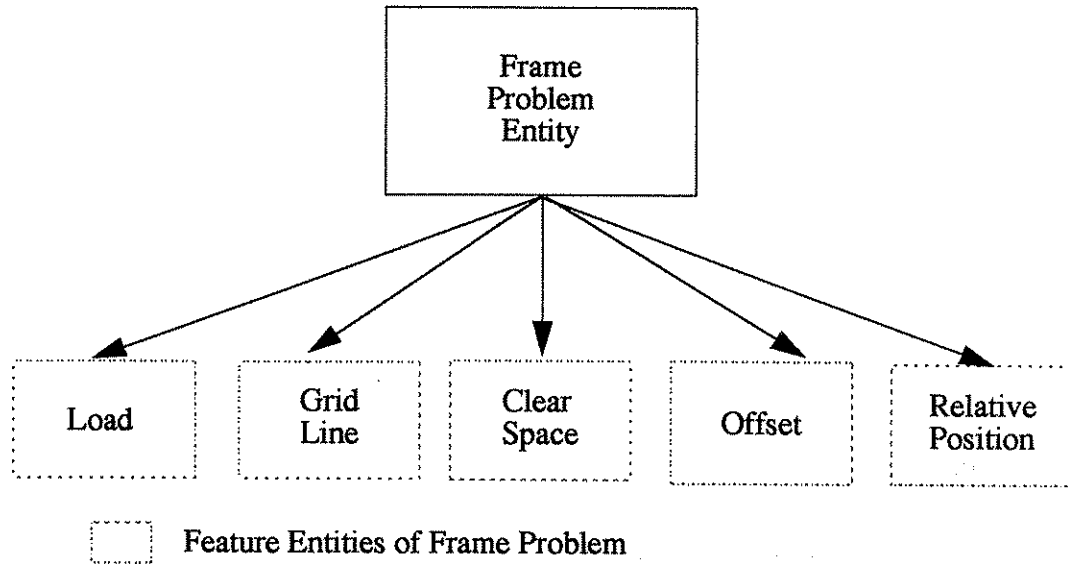 Frame
Problem
Entity
Load
Grid
Line
Clear
Space
Offset
Relative
Position
Feature Entities of Frame Problem